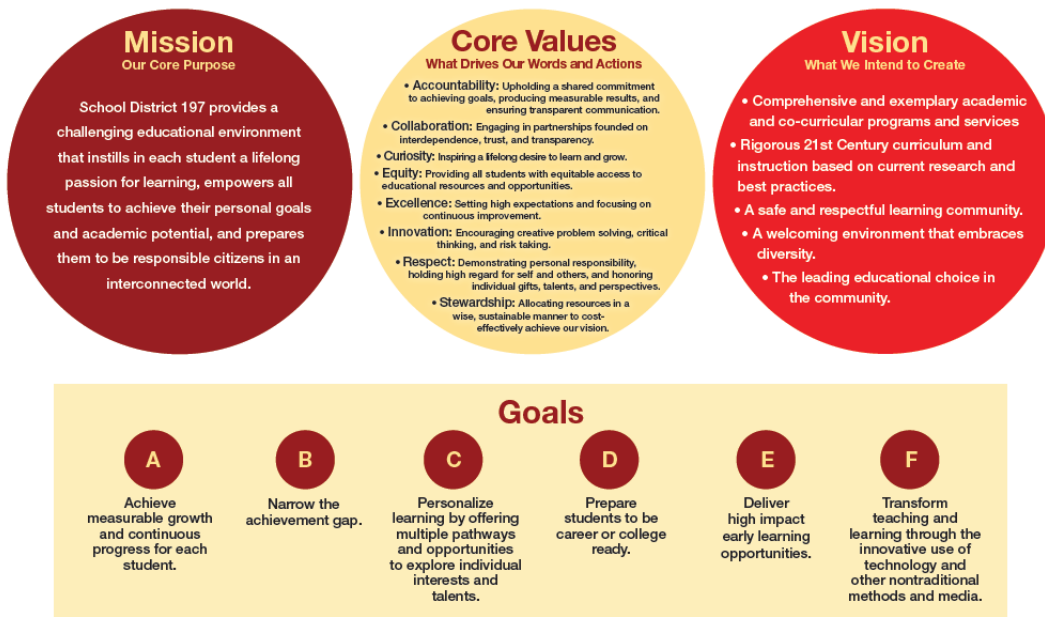 Mission
Our Core Purpose
School District 197 provides a
challenging educational environment
that instills in each student a lifelong
passion for learning, empowers all
students to achieve their personal goals
and academic potential, and prepares
them to be responsible citizens in an
interconnected world.
Core Values
What Drives Our Words and Actions
• Accountability: Upholding a shared commitment
to achieving goals, producing measurable results, and
ensuring transparent communication.
• Collaboration: Engaging in partnerships founded on
interdependence, trust, and transparency.
• Curiosity: Inspiring a lifelong desire to learn and grow.
• Equity: Providing all students with equitable access to
educational resources and opportunities.
• Excellence: Setting high expectations and focusing on
continuous improvement.
• Innovation: Encouraging creative problem solving, critical
thinking, and risk taking.
• Respect: Demonstrating personal responsibility,
holding high regard for self and others, and honoring
individual gifts, talents, and perspectives.
• Stewardship: Allocating resources in a
wise, sustainable manner to cost-
effectively achieve our vision.
Vision
What We Intend to Create
• Comprehensive and exemplary academic
and co-curricular programs and services
• Rigorous 21st Century curriculum and
instruction based on current research and
best practices.
• A safe and respectful learning community.
• A welcoming environment that embraces
diversity.
• The leading educational choice in
the community.
Goals
A
Achieve
measurable growth
and continuous
progress for each
student.
B
Narrow the
achievement gap.
C
Personalize
learning by offering
multiple pathways
and opportunities
to explore individual
interests and
talents.
D
Prepare
students to be
career or college
ready.
E
Deliver
high impact
early learning
opportunities.
F
Transform
teaching and
learning through the
innovative use of
technology and
other nontraditional
methods and media.